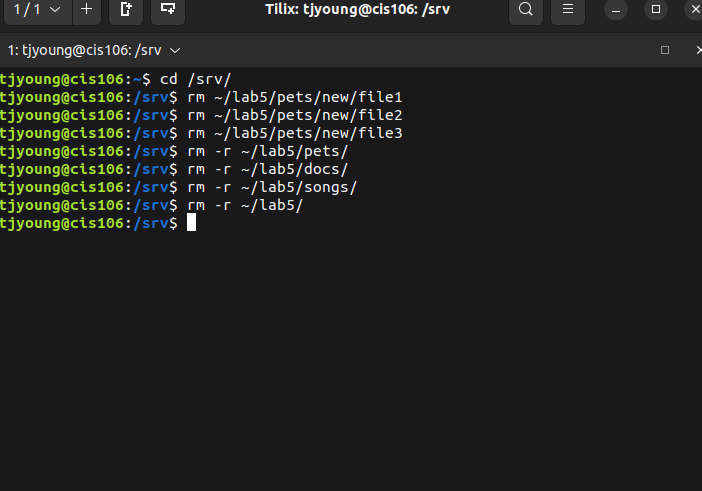 1 / 1
Tilix: tjyoung@cis106: /srv
1: tjyoung@cis106: /srv
tjyoung@cis106:~$ cd /srv/
tjyoung@cis106:/srv$ rm ~/lab5/pets/new/file1
tjyoung@cis106:/srv$ rm ~/lab5/pets/new/file2
tjyoung@cis106:/srv$ rm ~/lab5/pets/new/file3
tjyoung@cis106:/srv$ rm -r ~/lab5/pets/
tjyoung@cis106:/srv$ rm -r ~/lab5/docs/
tjyoung@cis106:/srv$ rm -r ~/lab5/songs/
tjyoung@cis106:/srv$ rm -r ~/lab5/
tjyoung@cis106:/srv$